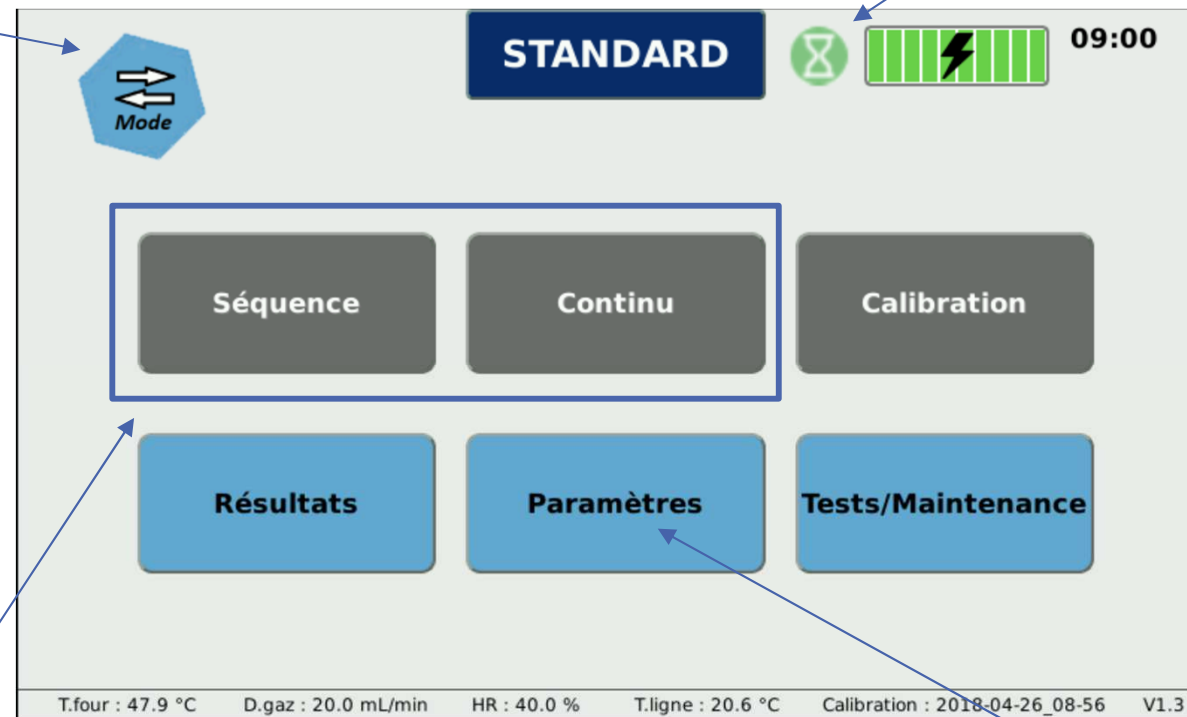 STANDARD
09:00
Mode
Séquence
Continu
Calibration
Résultats
Paramètres
Tests/Maintenance
T.four : 47.9 °C D.gaz : 20.0 mL/min HR : 40.0 % T.ligne : 20.6 °C Calibration : 2018-04-26_08-56 V1.3